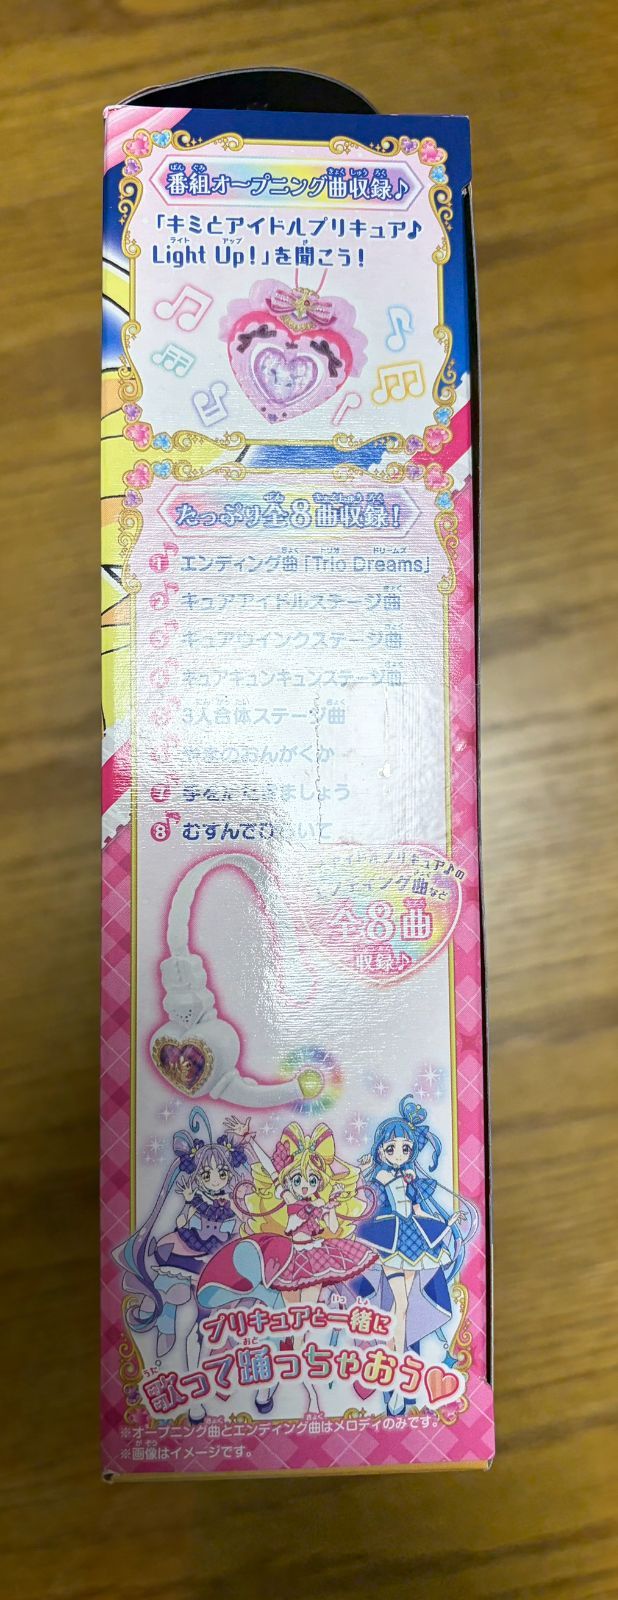 番組オープニング曲収録♪
「キミとアイドルプリキュア♪
Light Up!」を聞こう!
たっぷり全8曲収録!
1 エンディング曲「Trio Dreams」
2 キュアアイドルステージ曲
3 キュアウインクステージ曲
4 キュアキュンキュンステージ曲
5 3人合体ステージ曲
6 やまのおんがくか
7 手を ましょう
8 むすんでひらいて
アイドルプリキュア♪の
エンディング曲など
全8曲
収録♪
プリキュアと一緒に
歌って踊っちゃおう♡
※オープニング曲とエンディング曲はメロディのみです。
※画像はイメージです。